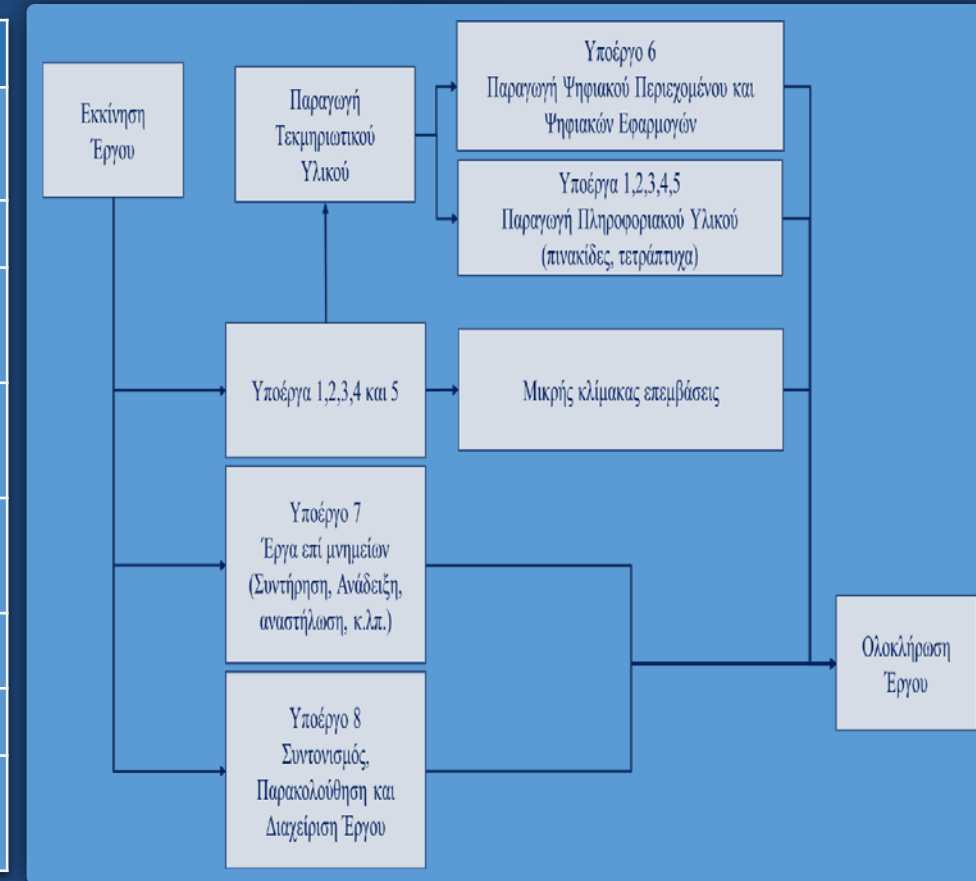 Εκκίνηση
Έργου
Παραγωγή
Τεκμηριωτικού
Υλικού
Υποέργο 6
Παραγωγή Ψηφιακού Περιεχομένου και
Ψηφιακών Εφαρμογών
Υποέργα 1,2,3,4,5
Παραγωγή Πληροφοριακού Υλικού
(πινακίδες, τετράπτυχα)
Υποέργα 1,2,3,4 και 5
Μικρής κλίμακας επεμβάσεις
Υποέργο 7
Έργα επί μνημείων
(Συντήρηση, Ανάδειξη,
αναστήλωση, κ.λπ.)
Υποέργο 8
Συντονισμός,
Παρακολούθηση και
Διαχείριση Έργου
Ολοκλήρωση
Έργου